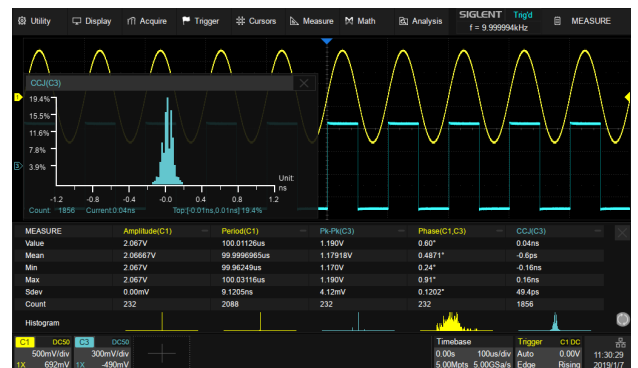 Utility Display Acquire Trigger Cursors Measure Math Analysis SIGLENT Trig'd f = 9.999994kHz MEASURE
CCJ(C3)
19.4%
15.5%
11.6%
7.8%
3.9%
Unit:
ns
-1.2 -0.8 -0.4 -0.0 0.4 0.8 1.2
Count: 1856 Current:0.04ns Top:[-0.01ns,0.01ns] 19.4%
1
3
MEASURE Amplitude(C1) Period(C1) Pk-Pk(C3) Phase(C1,C3) CCJ(C3)
Value 2.067V 100.01126us 1.190V 0.60° 0.04ns
Mean 2.06667V 99.9996965us 1.17918V 0.4871° -0.6ps
Min 2.067V 99.96249us 1.170V 0.24° -0.16ns
Max 2.067V 100.03116us 1.190V 0.91° 0.16ns
Sdev 0.00mV 9.1205ns 4.12mV 0.1202° 49.4ps
Count 232 2088 232 232 1856
Histogram
C1 DC50 C3 DC50 Timebase Trigger C1 DC
500mV/div 300mV/div 0.00s 100us/div Auto 0.00V 11:30:29
1X 692mV 1X -490mV 5.00Mpts 5.00GSa/s Edge Rising 2019/1/7